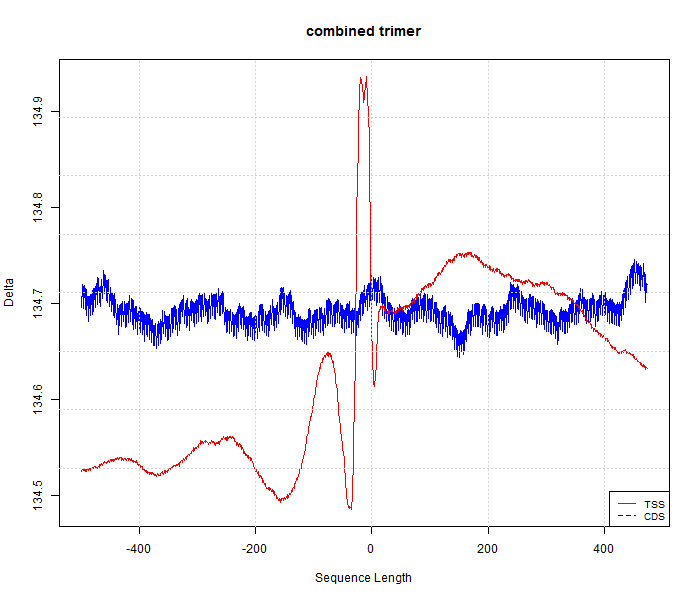 combined trimer
Delta
134.9
134.8
134.7
134.6
134.5
-400
-200
0
200
400
Sequence Length
TSS
CDS